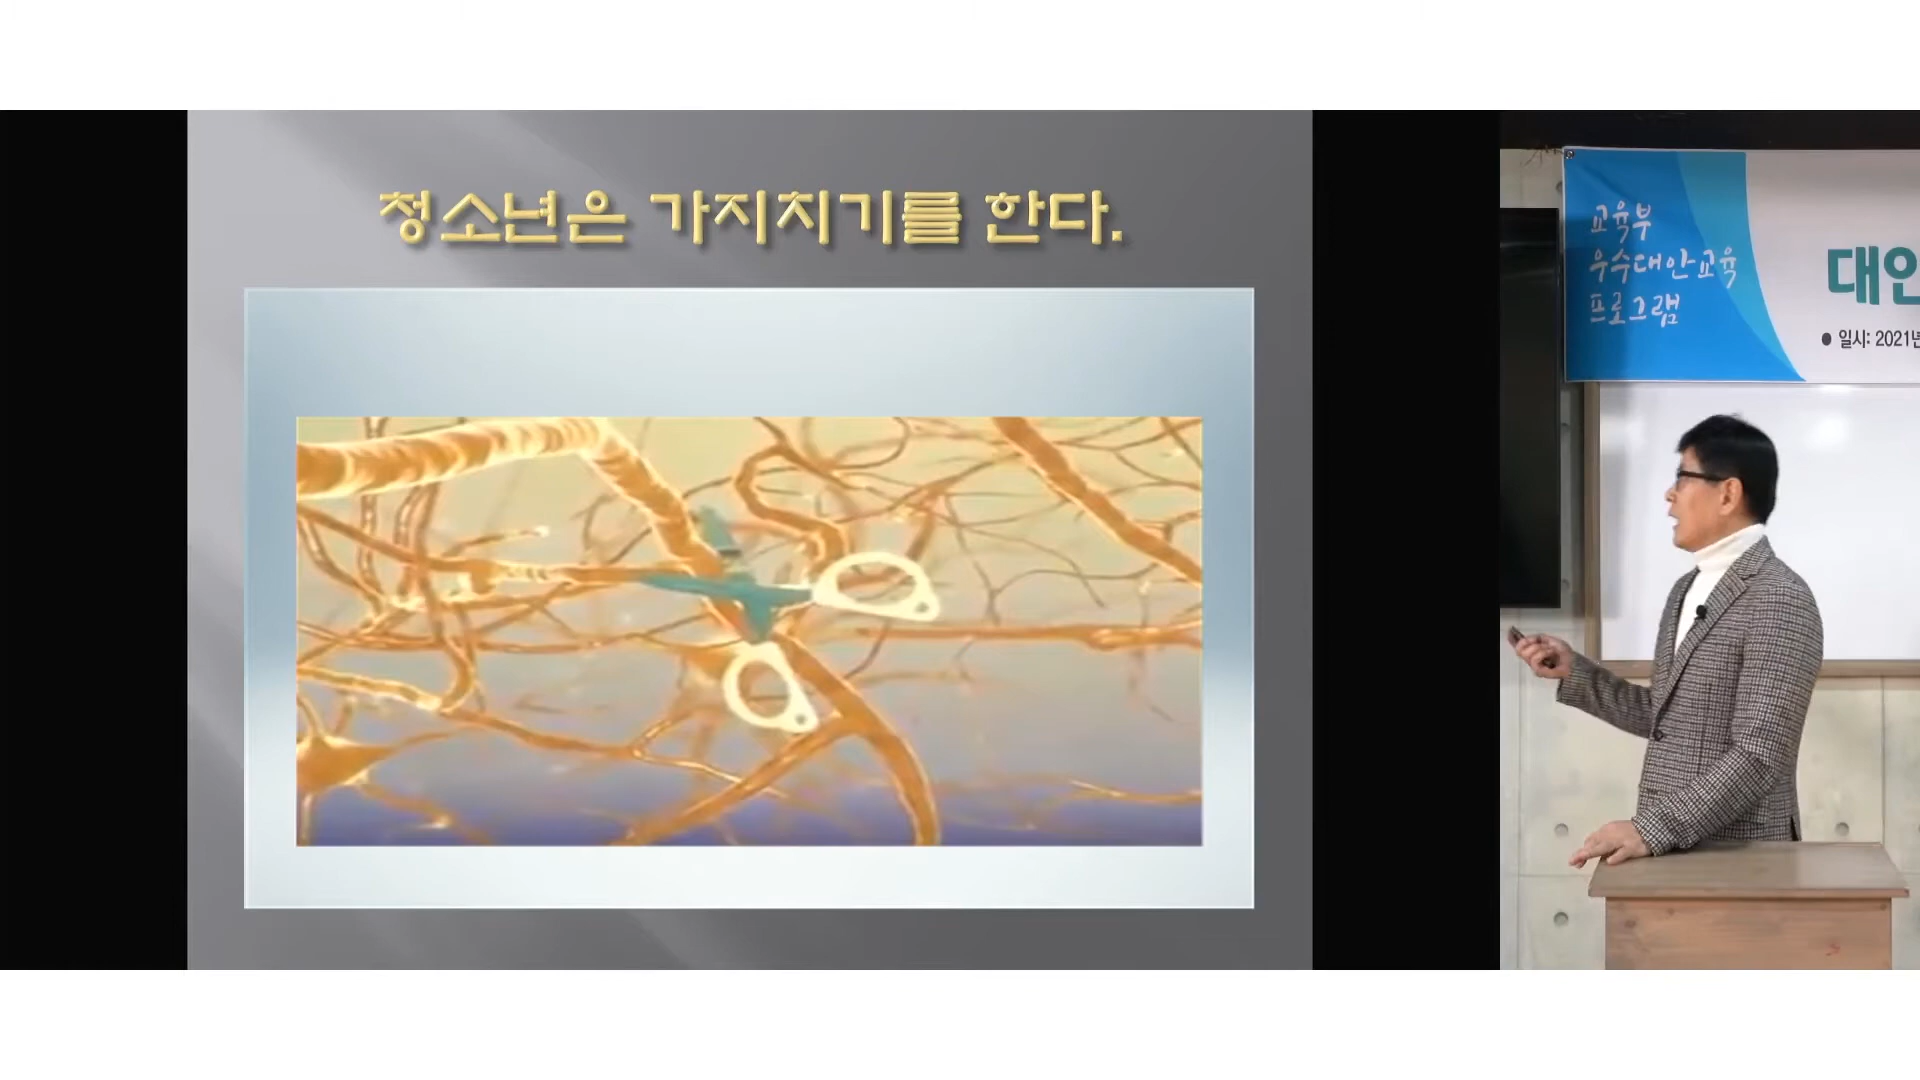 청소년은 가지치기를 한다.
교육부
우수대안교육
프로그램
대안
● 일시: 2021년